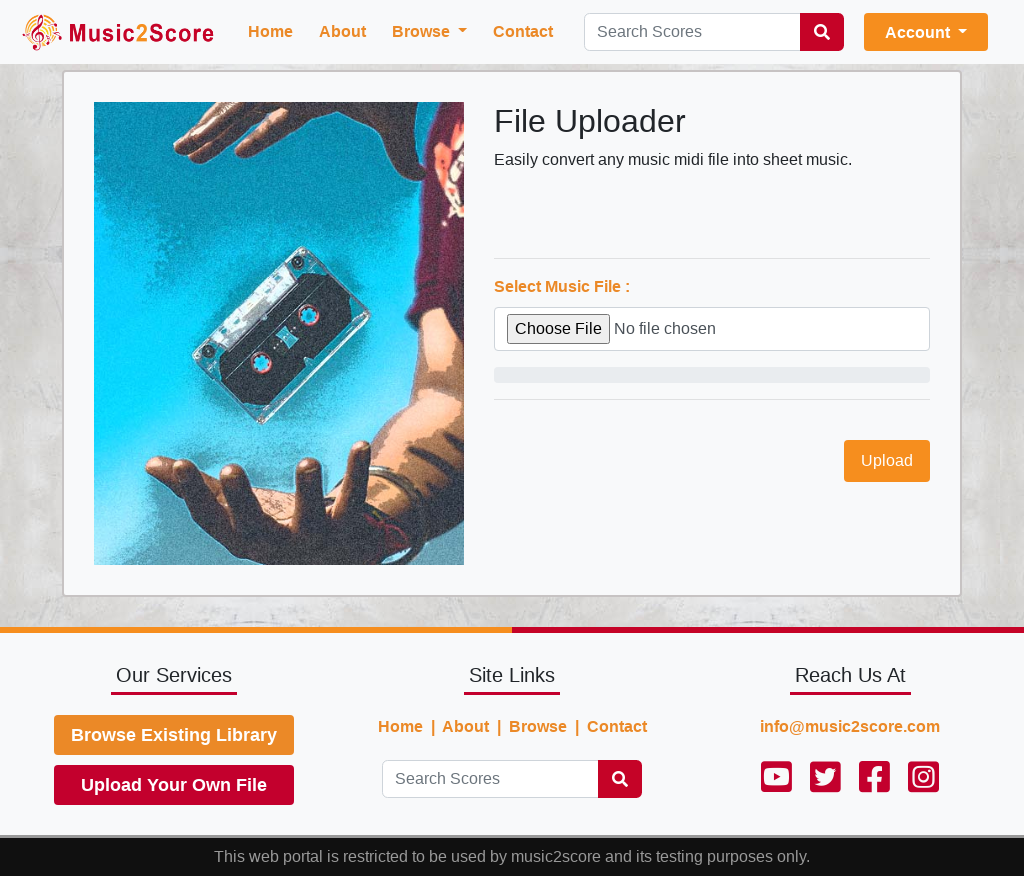 Music2Score
Home About Browse Contact
Search Scores
Account
File Uploader
Easily convert any music midi file into sheet music.
Select Music File :
Choose File No file chosen
Upload
Our Services
Browse Existing Library
Upload Your Own File
Site Links
Home | About | Browse | Contact
Search Scores
Reach Us At
info@music2score.com
This web portal is restricted to be used by music2score and its testing purposes only.